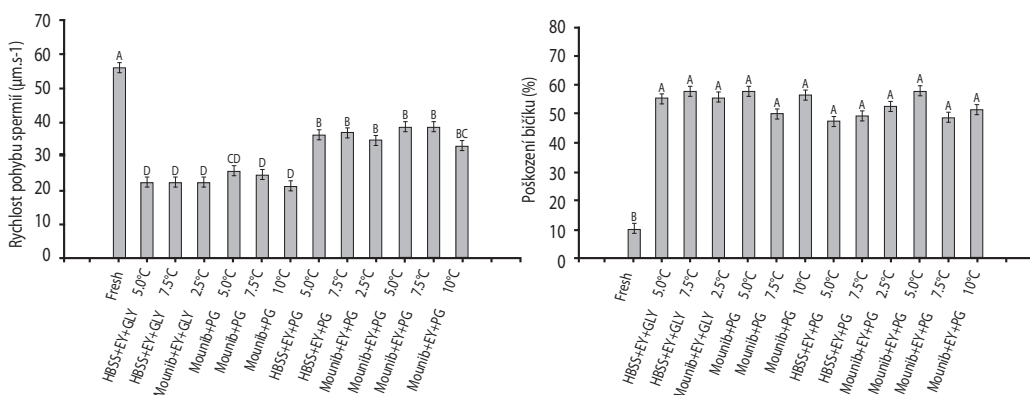 Rychlost pohybu spermií (µm.s-1)
70
60
50
40
30
20
10
0
A
D
D
D
CD
D
D
B
B
B
B
B
BC
Fresh
5.0°C
7.5°C
2.5°C
5.0°C
7.5°C
10°C
5.0°C
7.5°C
2.5°C
5.0°C
7.5°C
10°C
HBSS+EY+GLY
HBSS+EY+GLY
Mounib+EY+GLY
Mounib+PG
Mounib+PG
Mounib+PG
HBSS+EY+PG
HBSS+EY+PG
Mounib+EY+PG
Mounib+EY+PG
Mounib+EY+PG
Mounib+EY+PG
Poškození bičíku (%)
80
70
60
50
40
30
20
10
0
B
A
A
A
A
A
A
A
A
A
A
A
A
Fresh
5.0°C
7.5°C
2.5°C
5.0°C
7.5°C
10°C
5.0°C
7.5°C
2.5°C
5.0°C
7.5°C
10°C
HBSS+EY+GLY
HBSS+EY+GLY
Mounib+EY+GLY
Mounib+PG
Mounib+PG
Mounib+PG
HBSS+EY+PG
HBSS+EY+PG
Mounib+EY+PG
Mounib+EY+PG
Mounib+EY+PG
Mounib+EY+PG